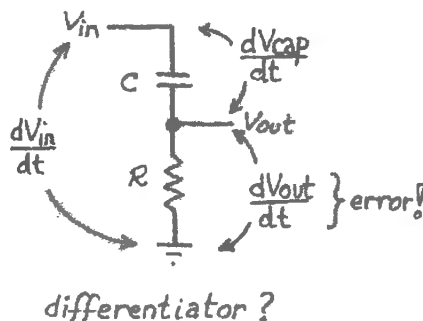 Vin
dVcap
dt
C
Vout
dVin
dt
R
dVout
dt
} error!
differentiator ?